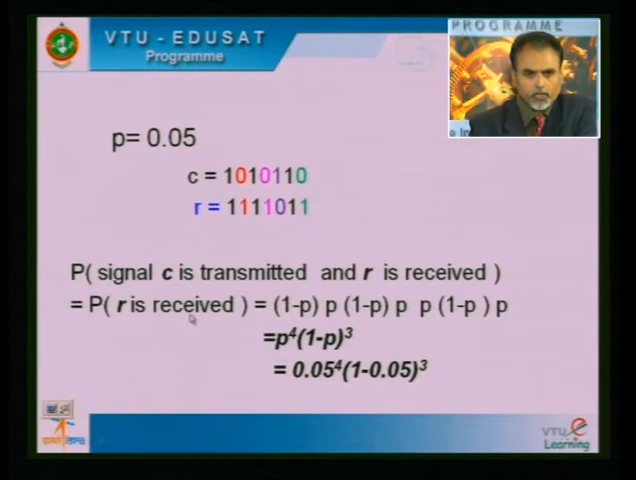 VTU - EDUSAT
Programme
PROGRAMME
p= 0.05
c = 1010110
r = 1111011
P( signal c is transmitted and r is received )
= P( r is received ) = (1-p) p (1-p) p p (1-p ) p
=p⁴(1-p)³
= 0.05⁴(1-0.05)³
VTU e
Learning